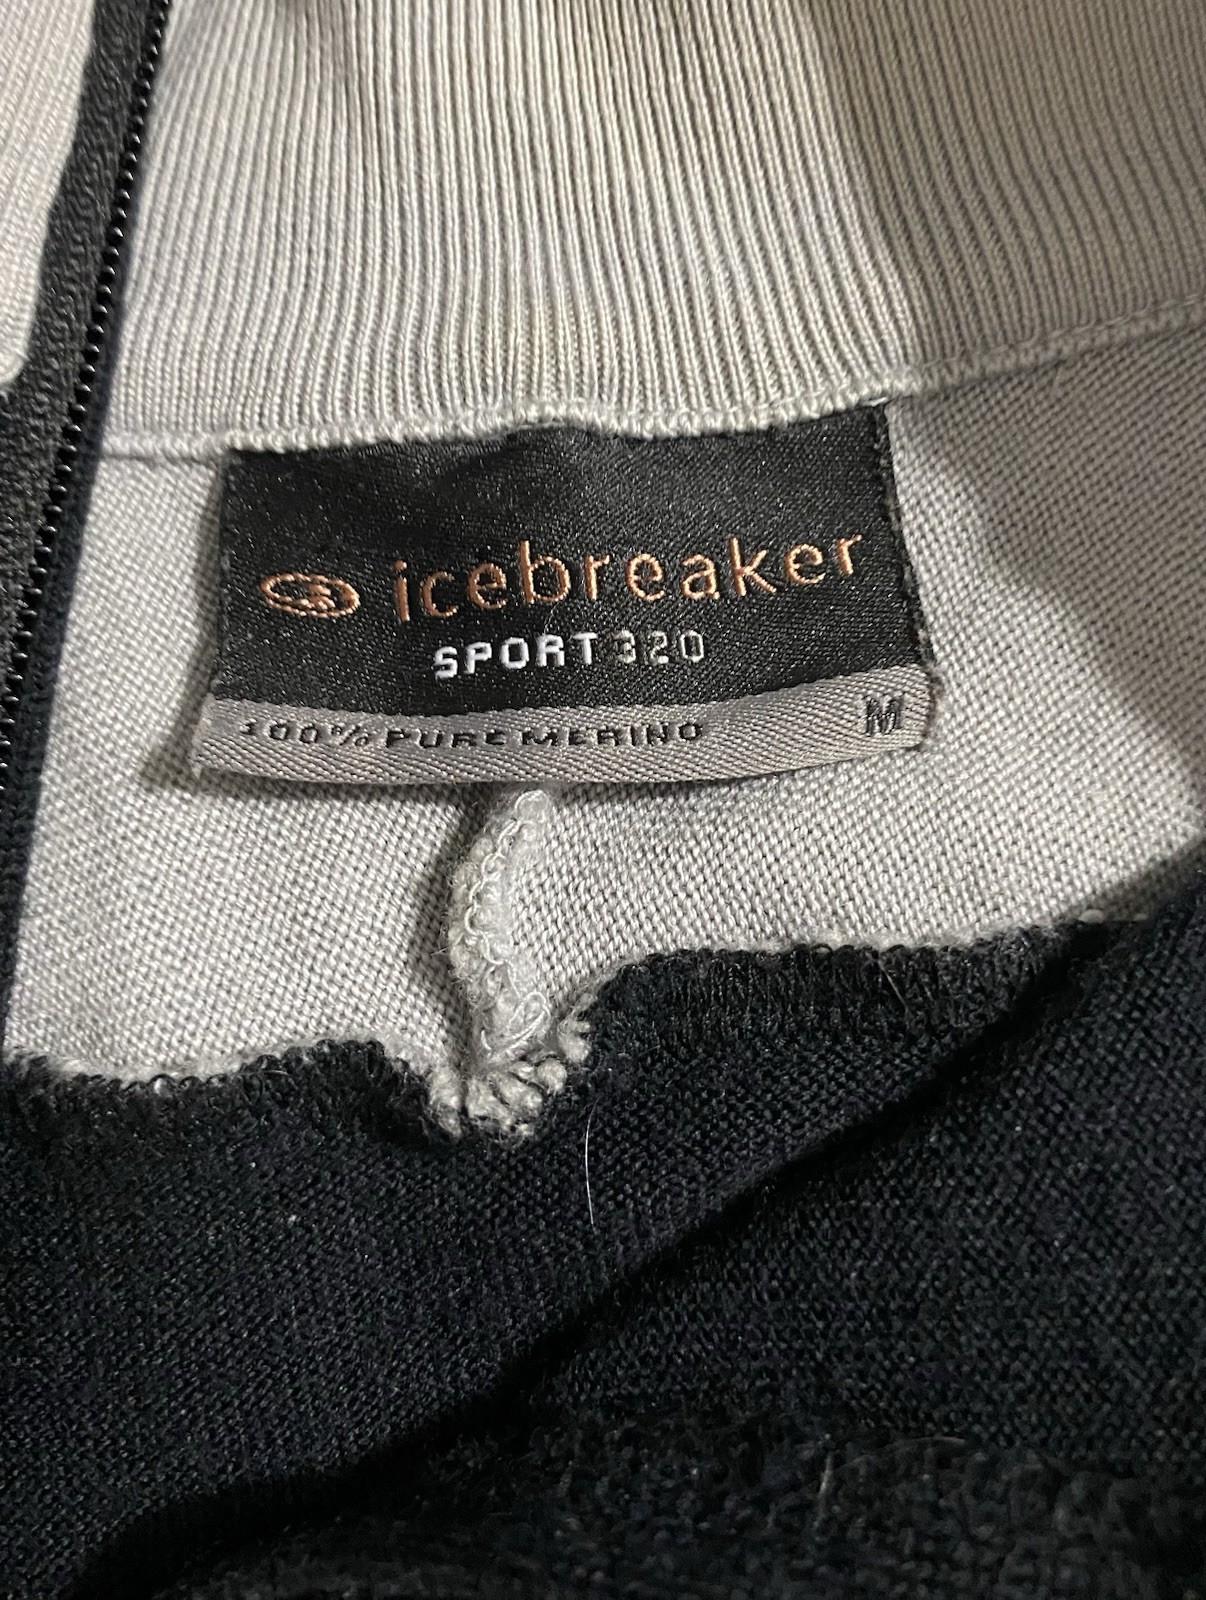 icebreaker
SPORT 320
100% PURE MERINO M